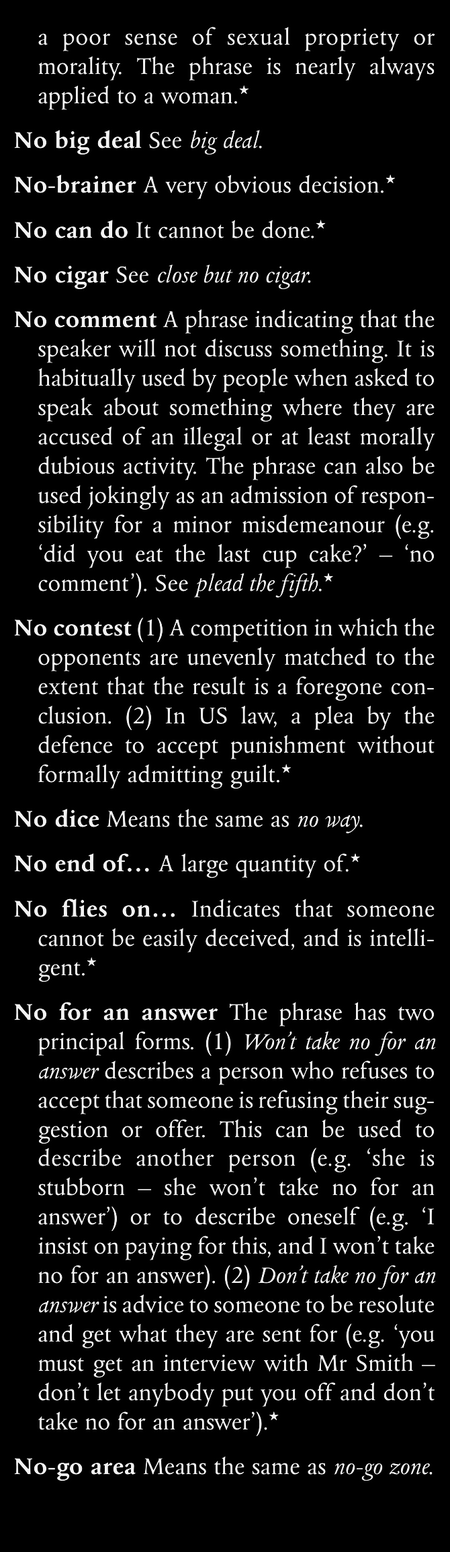 a poor sense of sexual propriety or
morality. The phrase is nearly always
applied to a woman.★
No big deal See big deal.
No-brainer A very obvious decision.★
No can do It cannot be done.★
No cigar See close but no cigar.
No comment A phrase indicating that the
speaker will not discuss something. It is
habitually used by people when asked to
speak about something where they are
accused of an illegal or at least morally
dubious activity. The phrase can also be
used jokingly as an admission of respon-
sibility for a minor misdemeanour (e.g.
‘did you eat the last cup cake?’ – ‘no
comment’). See plead the fifth.★
No contest (1) A competition in which the
opponents are unevenly matched to the
extent that the result is a foregone con-
clusion. (2) In US law, a plea by the
defence to accept punishment without
formally admitting guilt.★
No dice Means the same as no way.
No end of… A large quantity of.★
No flies on… Indicates that someone
cannot be easily deceived, and is intelli-
gent.★
No for an answer The phrase has two
principal forms. (1) Won’t take no for an
answer describes a person who refuses to
accept that someone is refusing their sug-
gestion or offer. This can be used to
describe another person (e.g. ‘she is
stubborn – she won’t take no for an
answer’) or to describe oneself (e.g. ‘I
insist on paying for this, and I won’t take
no for an answer). (2) Don’t take no for an
answer is advice to someone to be resolute
and get what they are sent for (e.g. ‘you
must get an interview with Mr Smith –
don’t let anybody put you off and don’t
take no for an answer’).★
No-go area Means the same as no-go zone.